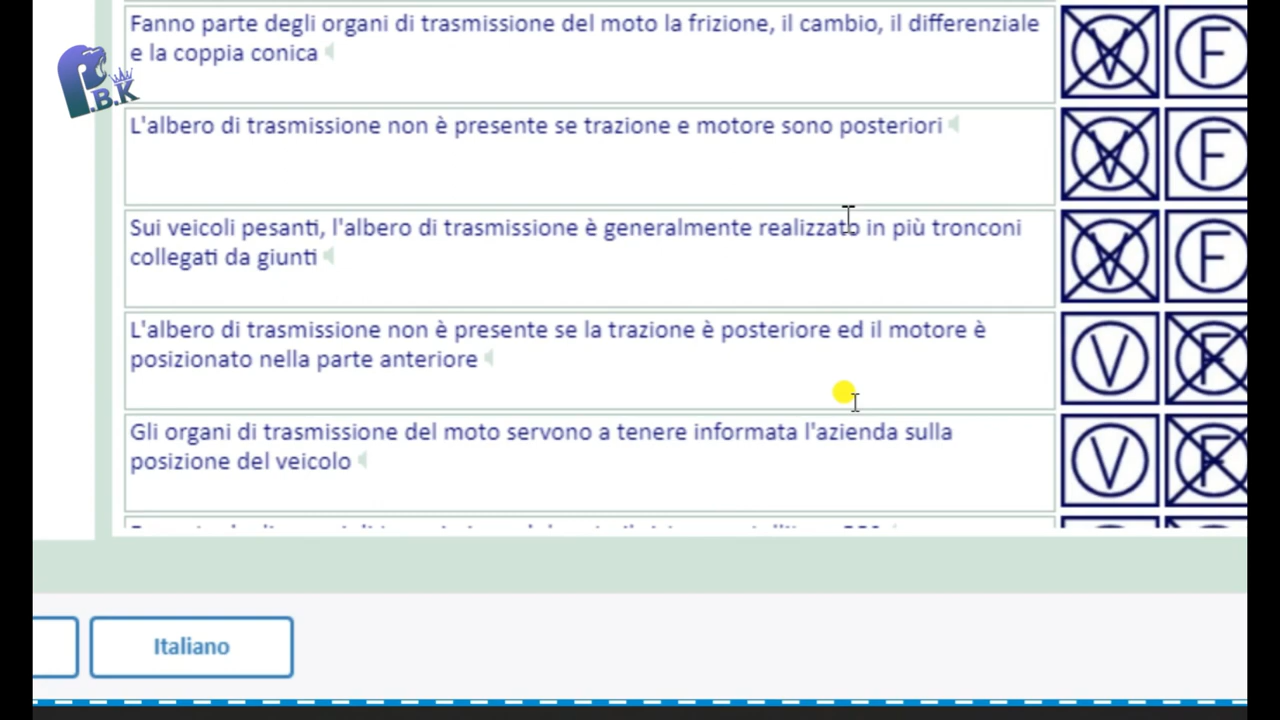 Fanno parte degli organi di trasmissione del moto la frizione, il cambio, il differenziale
e la coppia conica
V F
L'albero di trasmissione non è presente se trazione e motore sono posteriori
V F
Sui veicoli pesanti, l'albero di trasmissione è generalmente realizzato in più tronconi
collegati da giunti
V F
L'albero di trasmissione non è presente se la trazione è posteriore ed il motore è
posizionato nella parte anteriore
V F
Gli organi di trasmissione del moto servono a tenere informata l'azienda sulla
posizione del veicolo
V F
P.B.K
Italiano